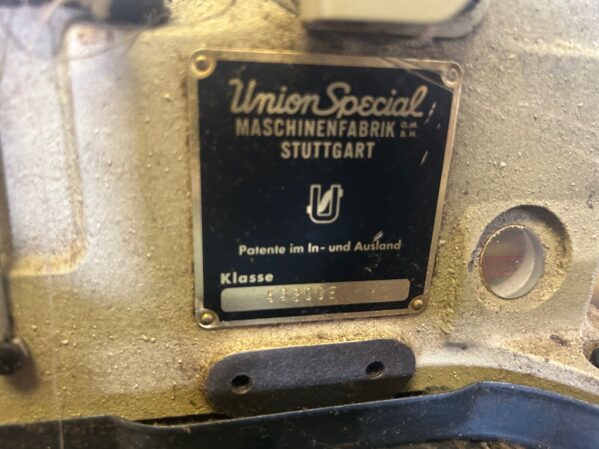 Union Special
MASCHINENFABRIK G.M.B.H.
STUTTGART
U
Patente im In- und Ausland
Klasse